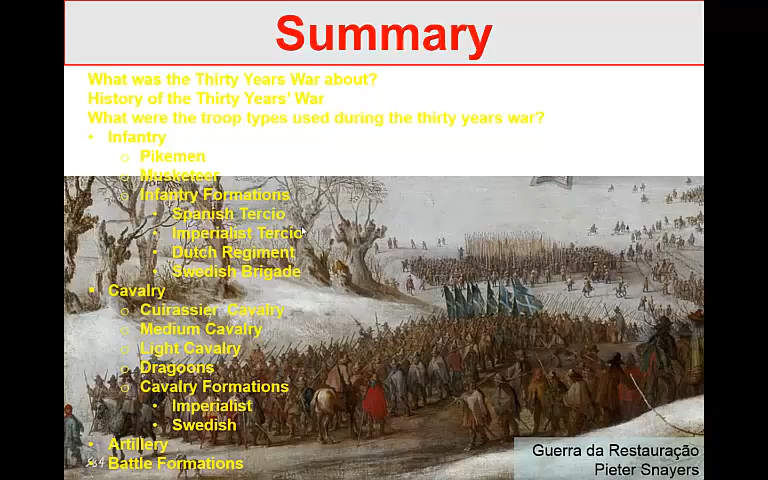 Summary
What was the Thirty Years War about?
History of the Thirty Years' War
What were the troop types used during the thirty years war?
• Infantry
o Pikemen
o Musketeer
o Infantry Formations
• Spanish Tercio
• Imperialist Tercio
• Dutch Regiment
• Swedish Brigade
▪ Cavalry
o Cuirassier Cavalry
o Medium Cavalry
o Light Cavalry
o Dragoons
o Cavalry Formations
• Imperialist
• Swedish
• Artillery
• Battle Formations
Guerra da Restauração
Pieter Snayers